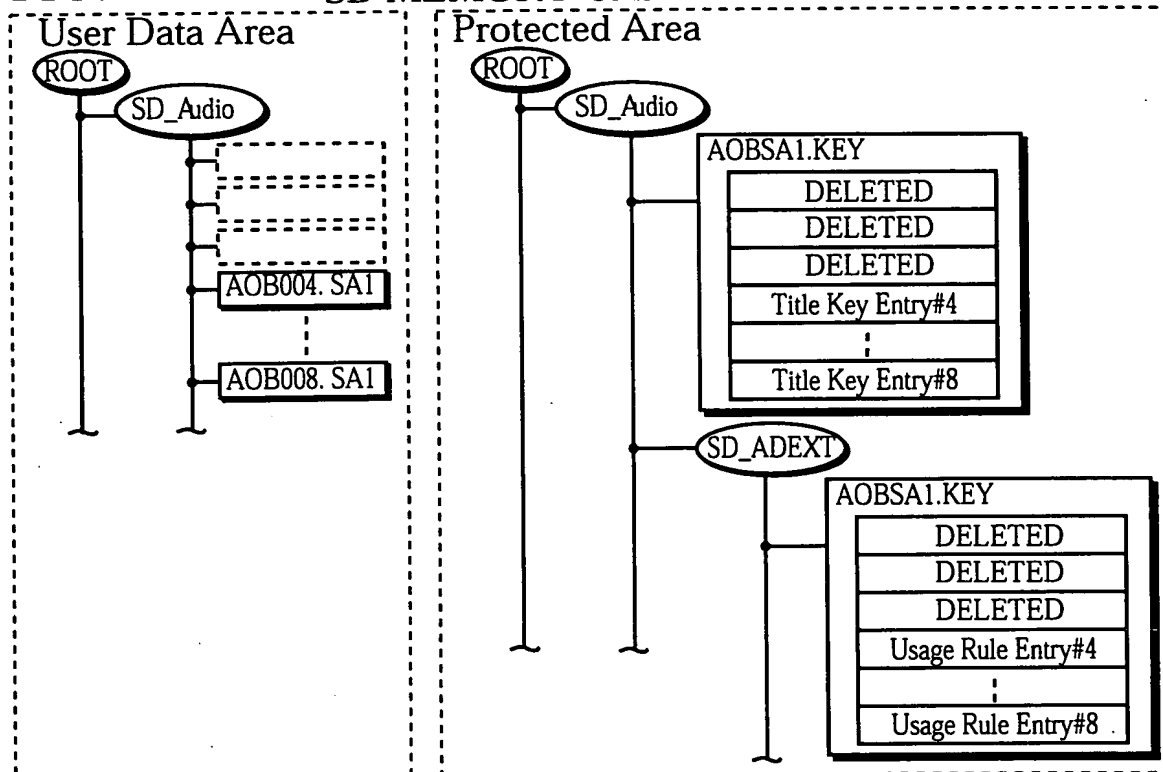 User Data Area
ROOT
SD_Audio
AOB004. SA1
AOB008. SA1
Protected Area
ROOT
SD_Audio
AOBSA1.KEY
DELETED
DELETED
DELETED
Title Key Entry#4
Title Key Entry#8
SD_ADEXT
AOBSA1.KEY
DELETED
DELETED
DELETED
Usage Rule Entry#4
Usage Rule Entry#8